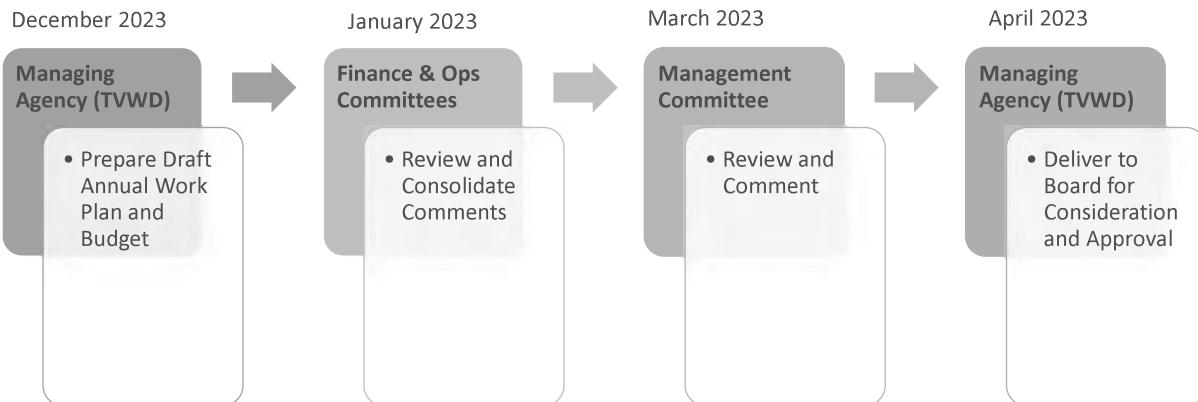 December 2023
Managing
Agency (TVWD)
• Prepare Draft
Annual Work
Plan and
Budget
January 2023
Finance & Ops
Committees
• Review and
Consolidate
Comments
March 2023
Management
Committee
• Review and
Comment
April 2023
Managing
Agency (TVWD)
• Deliver to
Board for
Consideration
and Approval